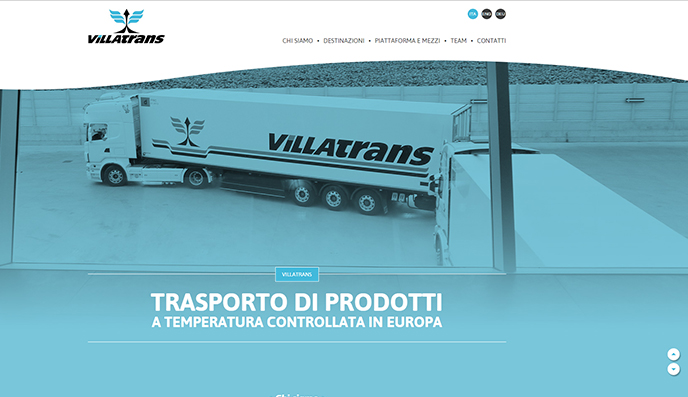 ViLLAtrans
ITA ENG DEU
CHI SIAMO • DESTINAZIONI • PIATTAFORMA E MEZZI • TEAM • CONTATTI
ViLLAtrans
VILLATRANS
TRASPORTO DI PRODOTTI
A TEMPERATURA CONTROLLATA IN EUROPA